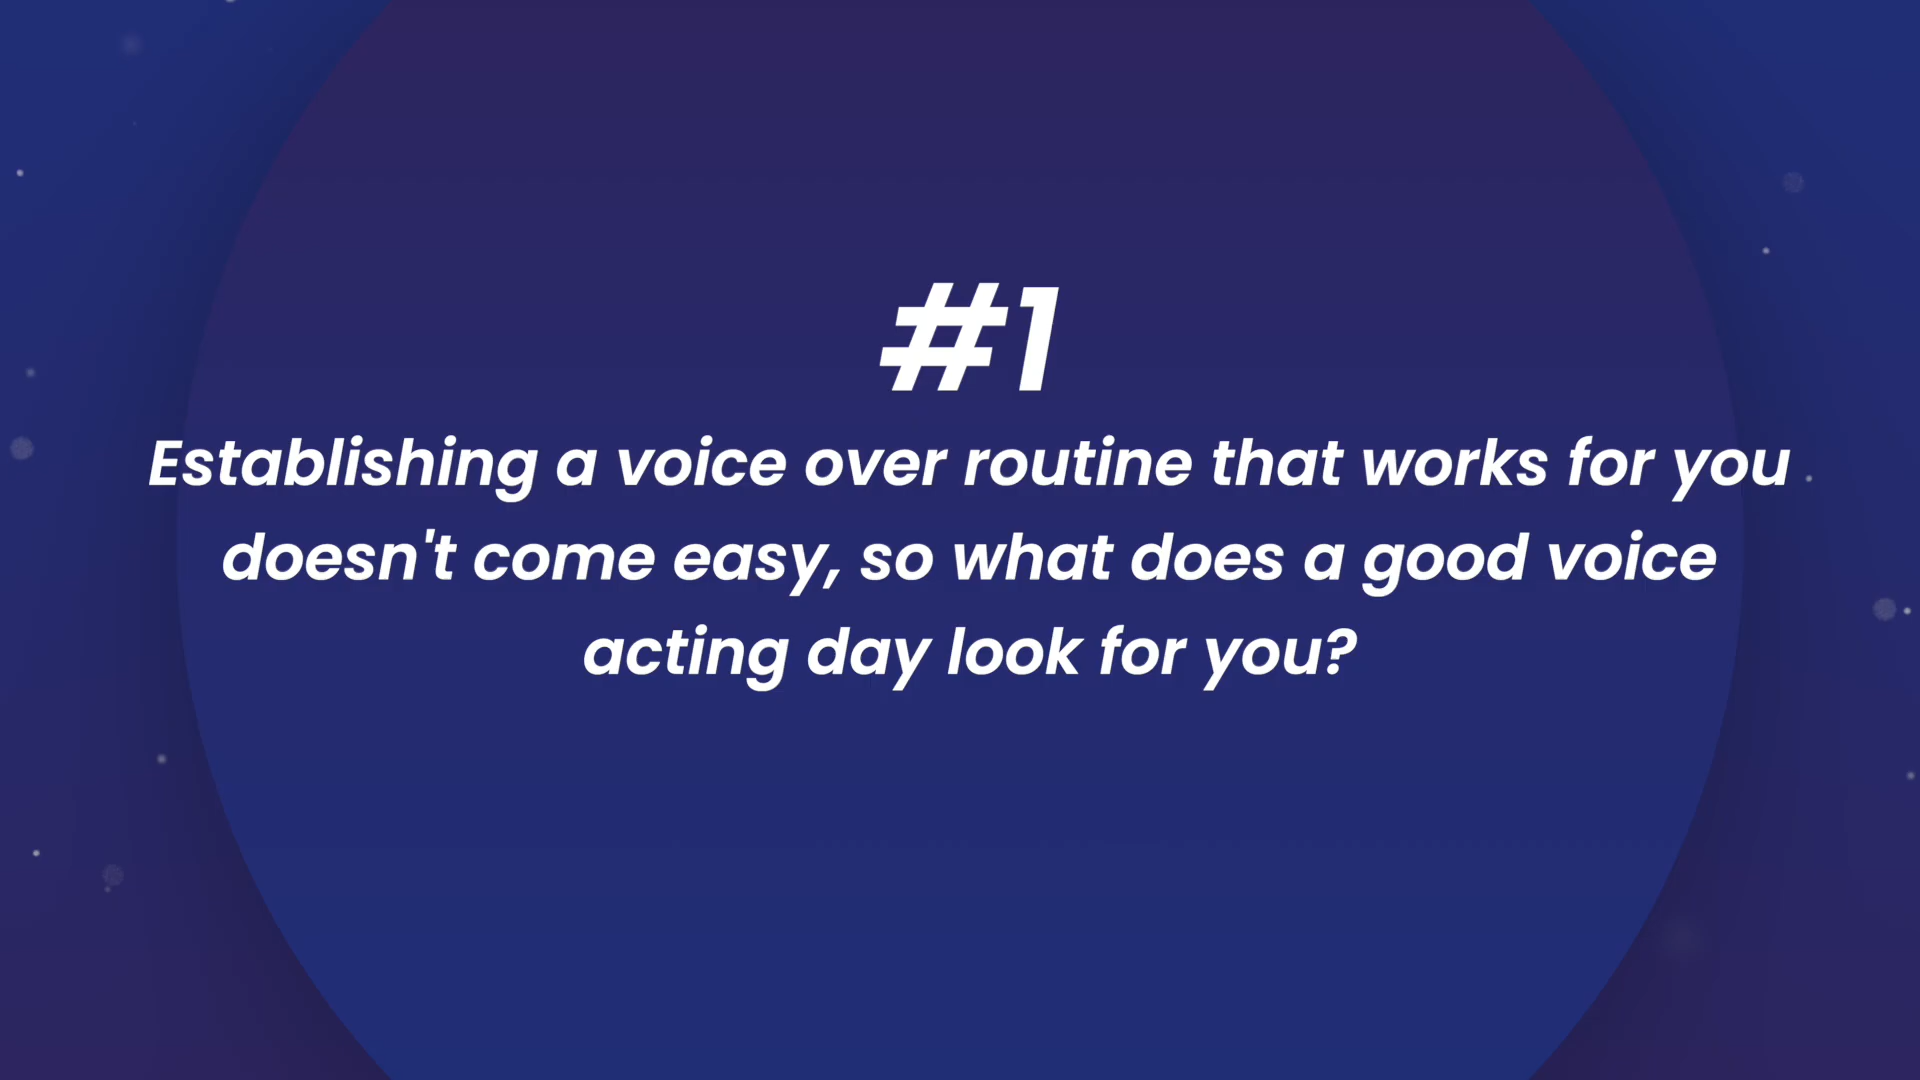 #1
Establishing a voice over routine that works for you
doesn't come easy, so what does a good voice
acting day look for you?